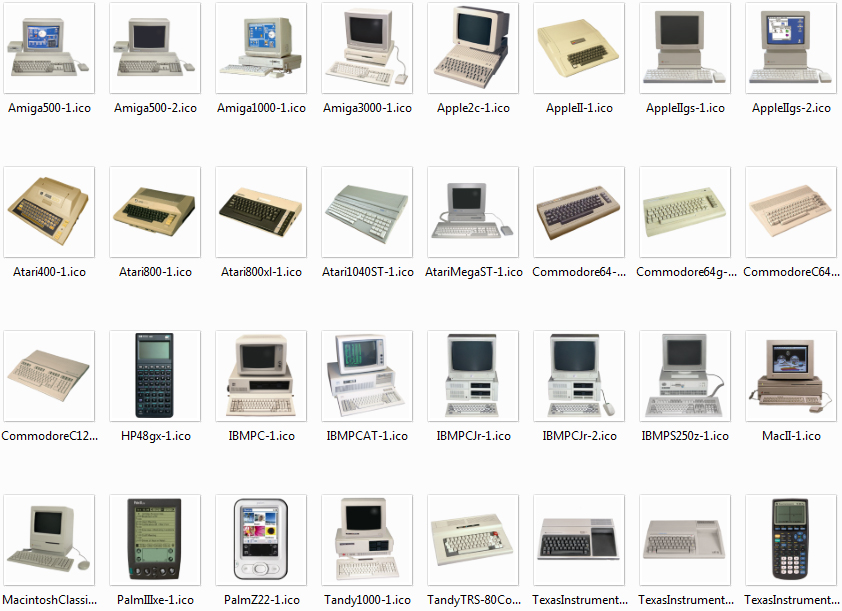 Amiga500-1.ico
Amiga500-2.ico
Amiga1000-1.ico
Amiga3000-1.ico
Apple2c-1.ico
AppleII-1.ico
AppleIIgs-1.ico
AppleIIgs-2.ico
Atari400-1.ico
Atari800-1.ico
Atari800xl-1.ico
Atari1040ST-1.ico
AtariMegaST-1.ico
Commodore64-...
Commodore64g-...
CommodoreC64...
CommodoreC12...
HP48gx-1.ico
IBMPC-1.ico
IBMPCAT-1.ico
IBMPCJr-1.ico
IBMPCJr-2.ico
IBMPS250z-1.ico
MacII-1.ico
MacintoshClassi...
PalmIIIxe-1.ico
PalmZ22-1.ico
Tandy1000-1.ico
TandyTRS-80Co...
TexasInstrument...
TexasInstrument...
TexasInstrument...